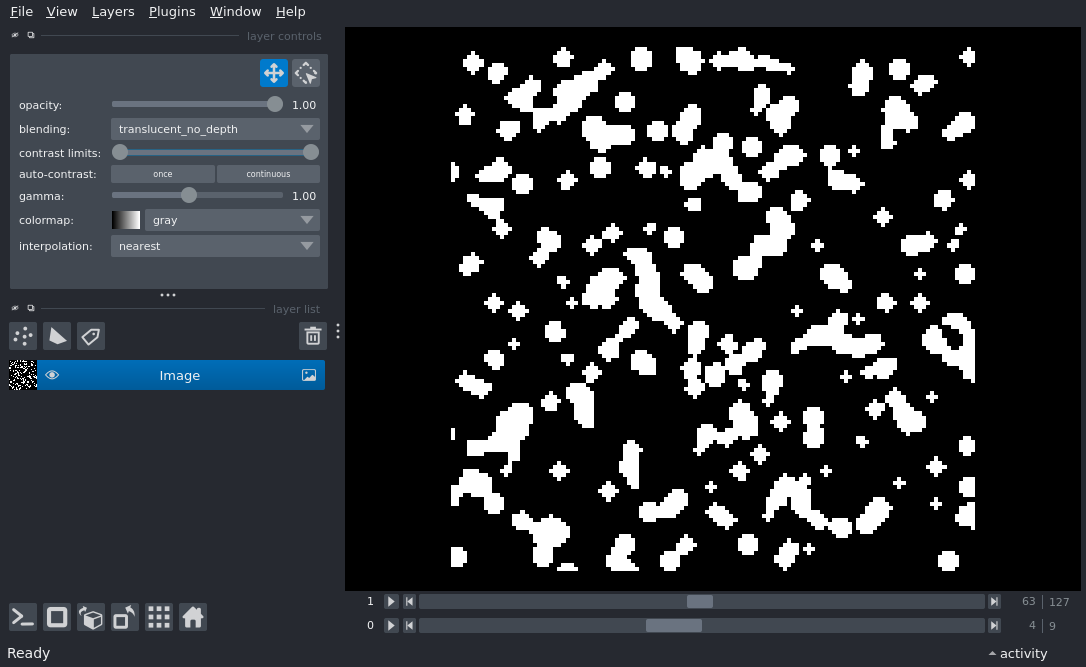 File View Layers Plugins Window Help
layer controls
opacity: 1.00
blending: translucent_no_depth
contrast limits:
auto-contrast: once continuous
gamma: 1.00
colormap: gray
interpolation: nearest
layer list
Image
1 63 127
0 4 9
Ready activity